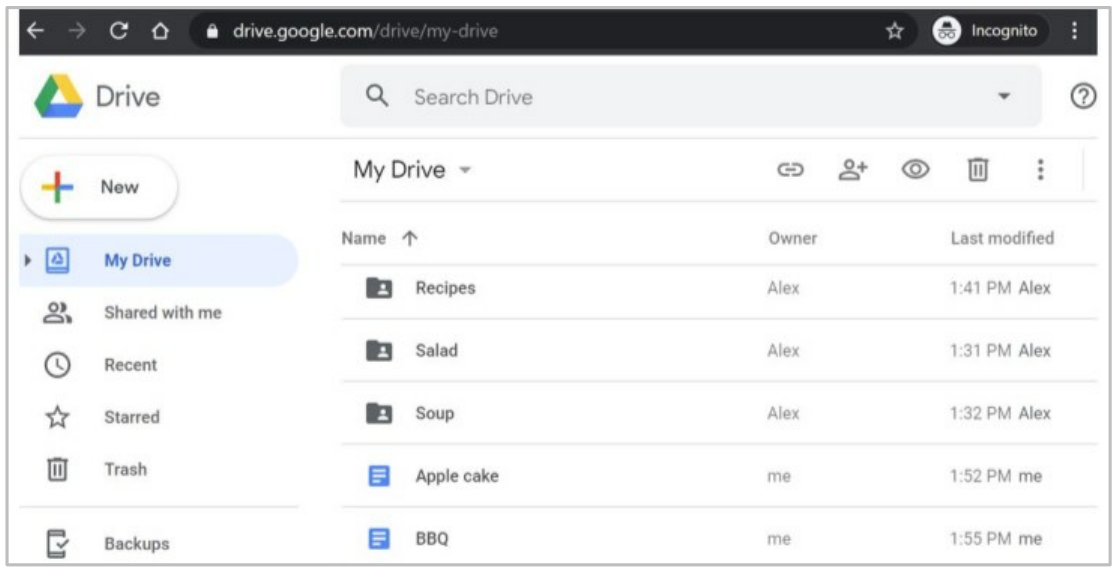 drive.google.com/drive/my-drive Incognito
Drive Search Drive
New
My Drive
Shared with me
Recent
Starred
Trash
Backups
My Drive
Name Owner Last modified
Recipes Alex 1:41 PM Alex
Salad Alex 1:31 PM Alex
Soup Alex 1:32 PM Alex
Apple cake me 1:52 PM me
BBQ me 1:55 PM me